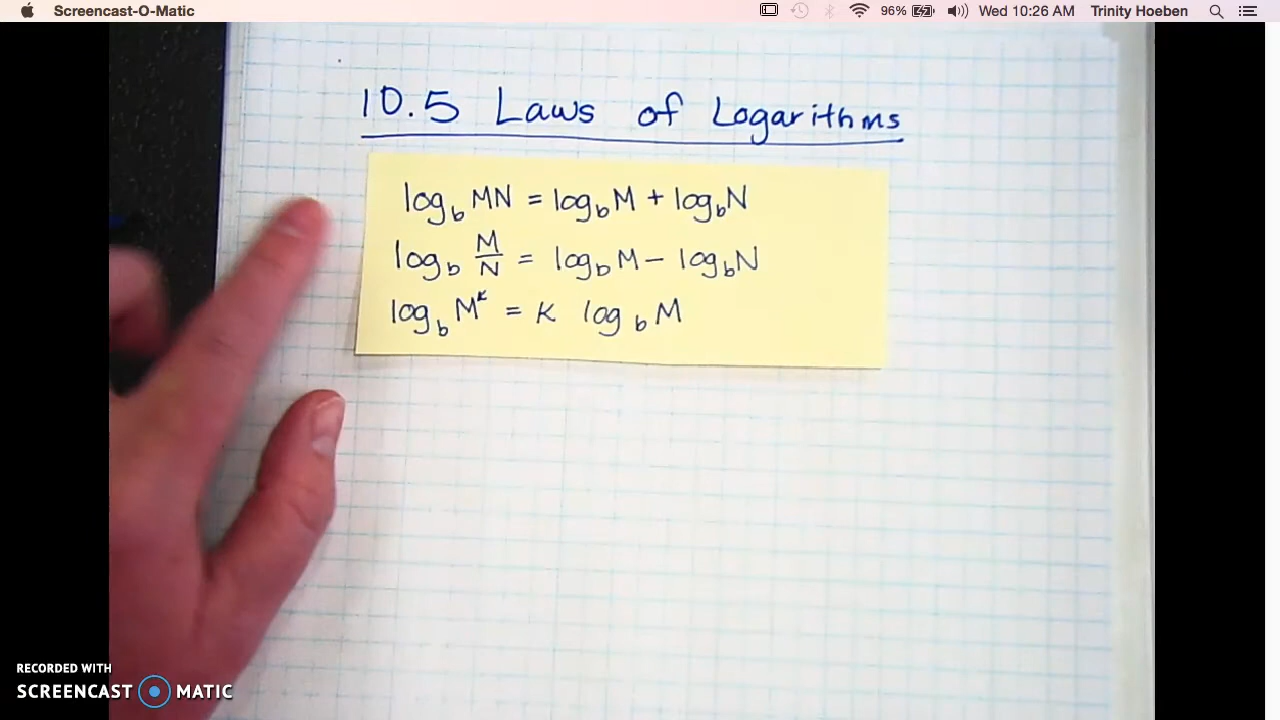 Screencast-O-Matic 96% Wed 10:26 AM Trinity Hoeben
10.5 Laws of Logarithms
log_b MN = log_b M + log_b N
log_b M/N = log_b M - log_b N
log_b M^K = K log_b M
RECORDED WITH
SCREENCAST MATIC